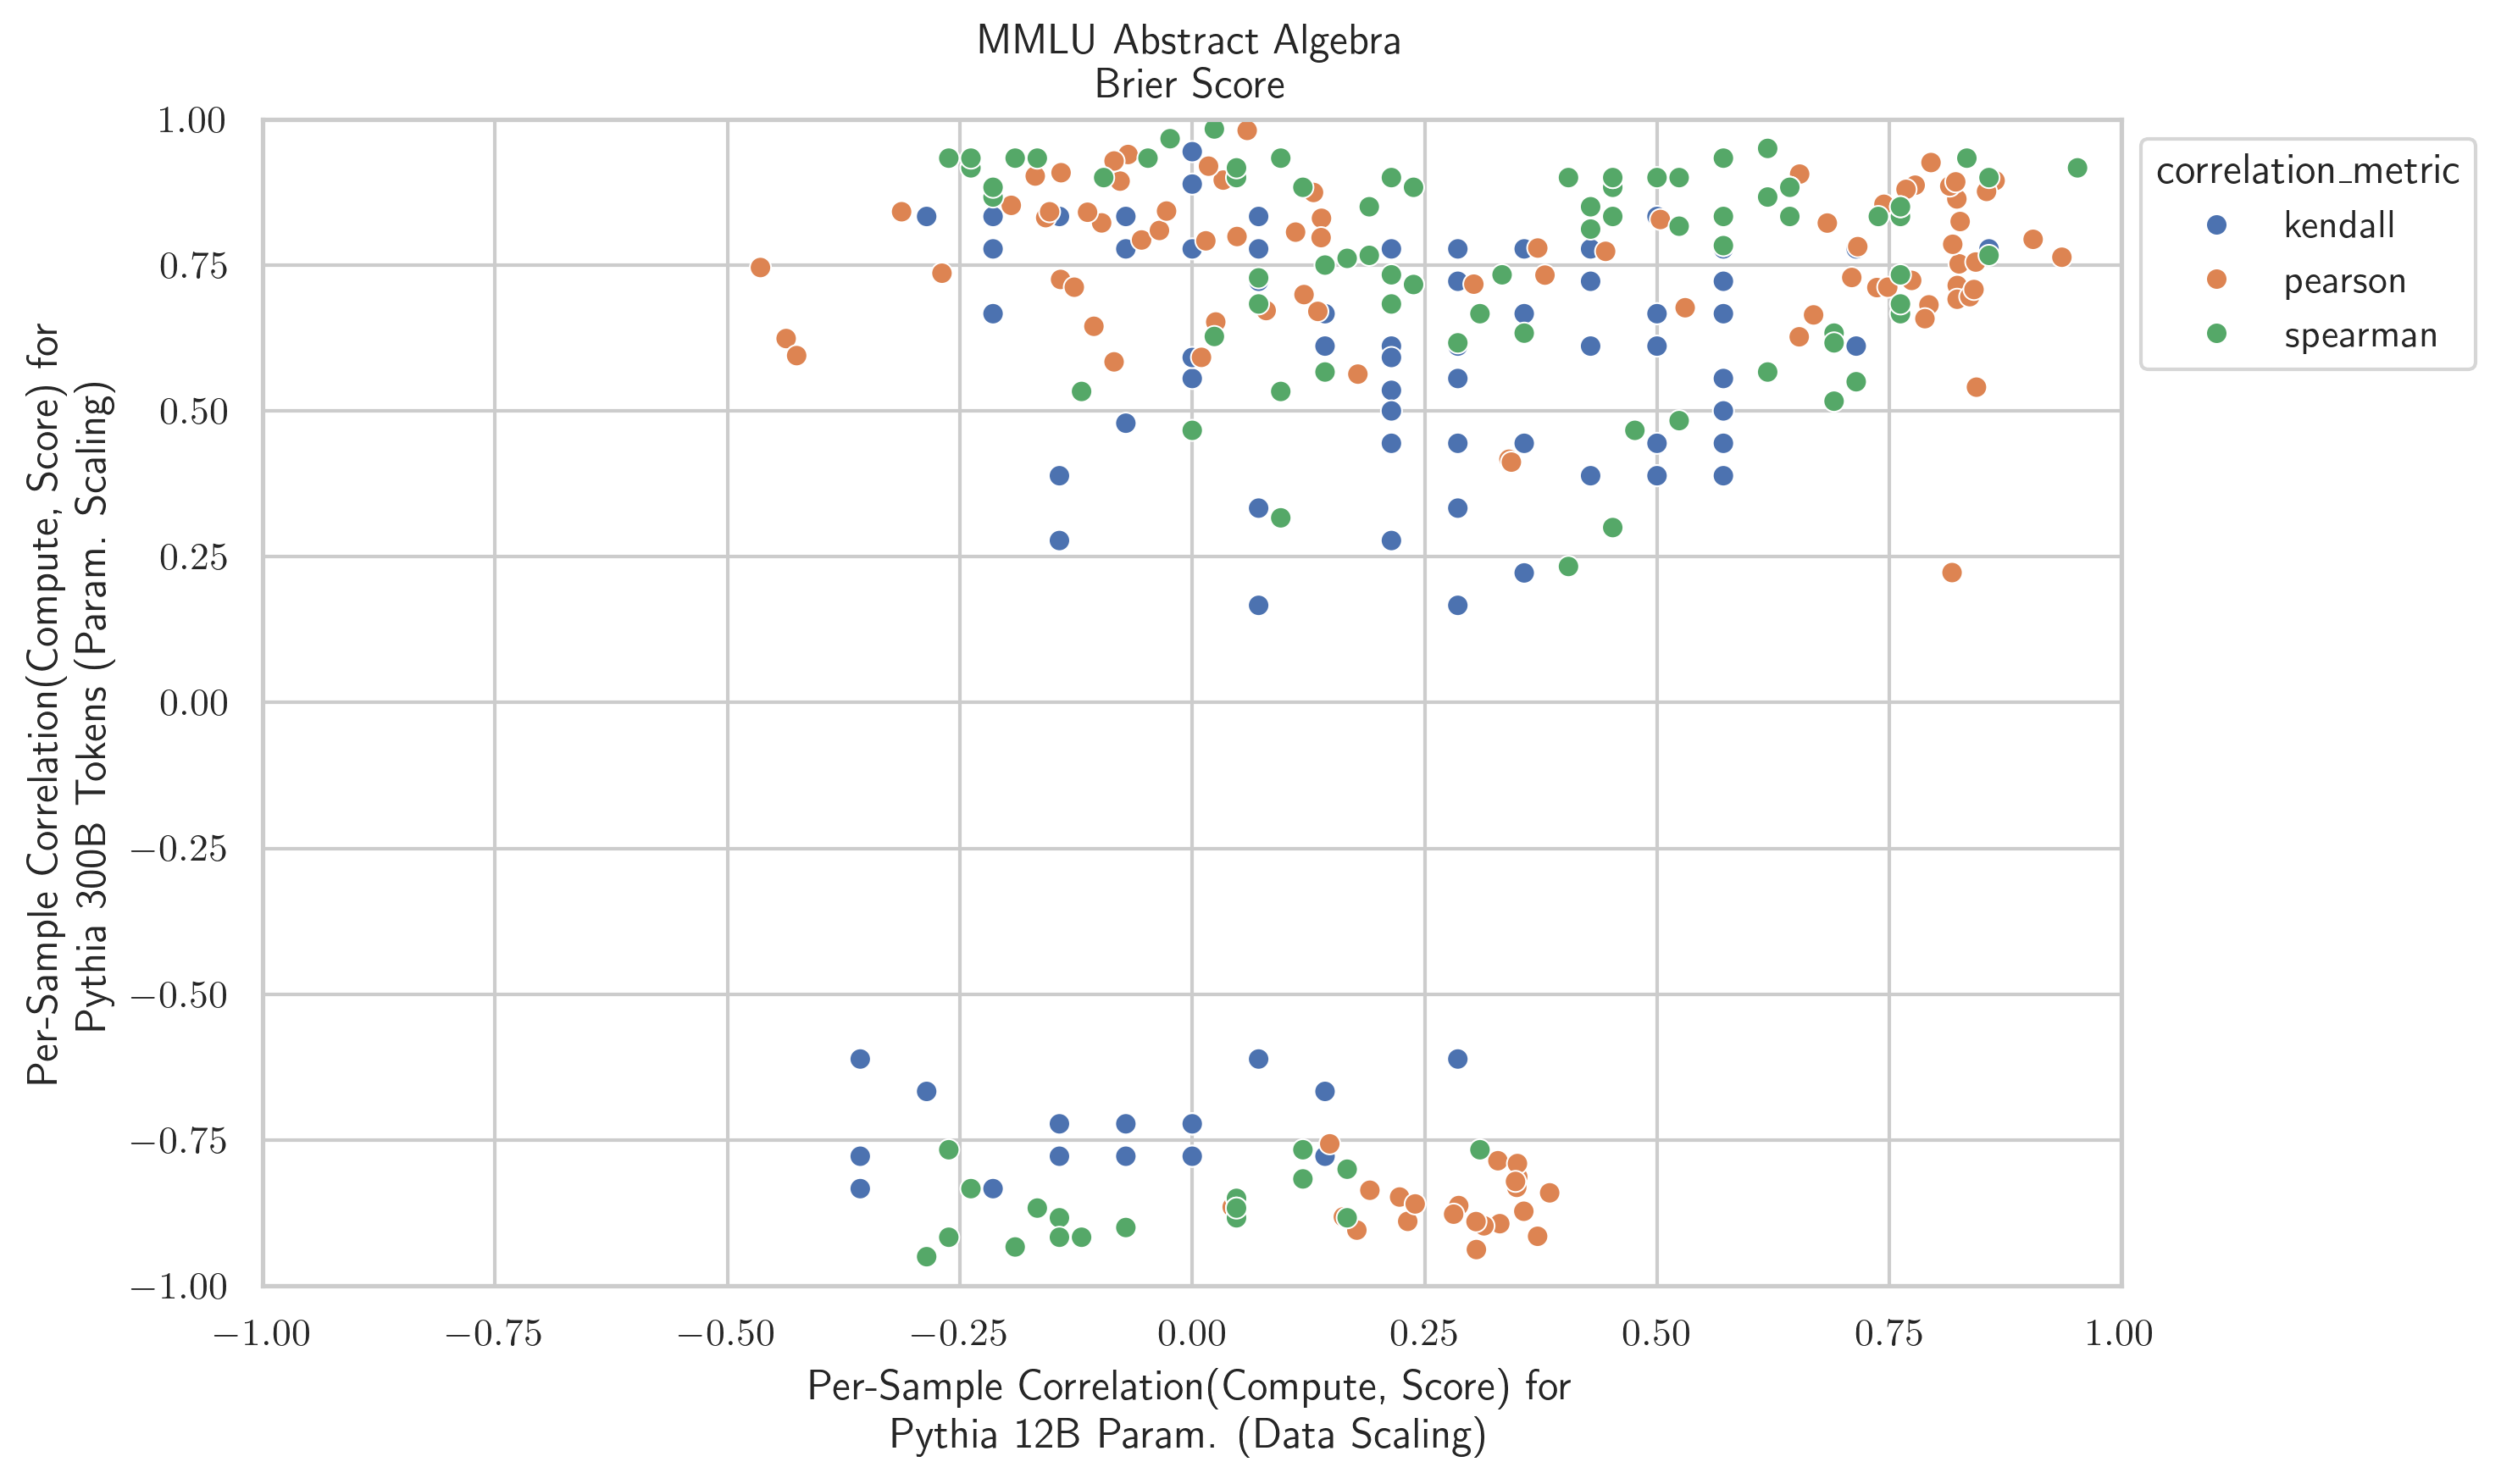 MMLU Abstract Algebra
Brier Score
Per-Sample Correlation(Compute, Score) for
Pythia 300B Tokens (Param. Scaling)
1.00
0.75
0.50
0.25
0.00
−0.25
−0.50
−0.75
−1.00
−1.00 −0.75 −0.50 −0.25 0.00 0.25 0.50 0.75 1.00
Per-Sample Correlation(Compute, Score) for
Pythia 12B Param. (Data Scaling)
correlation_metric
kendall
pearson
spearman